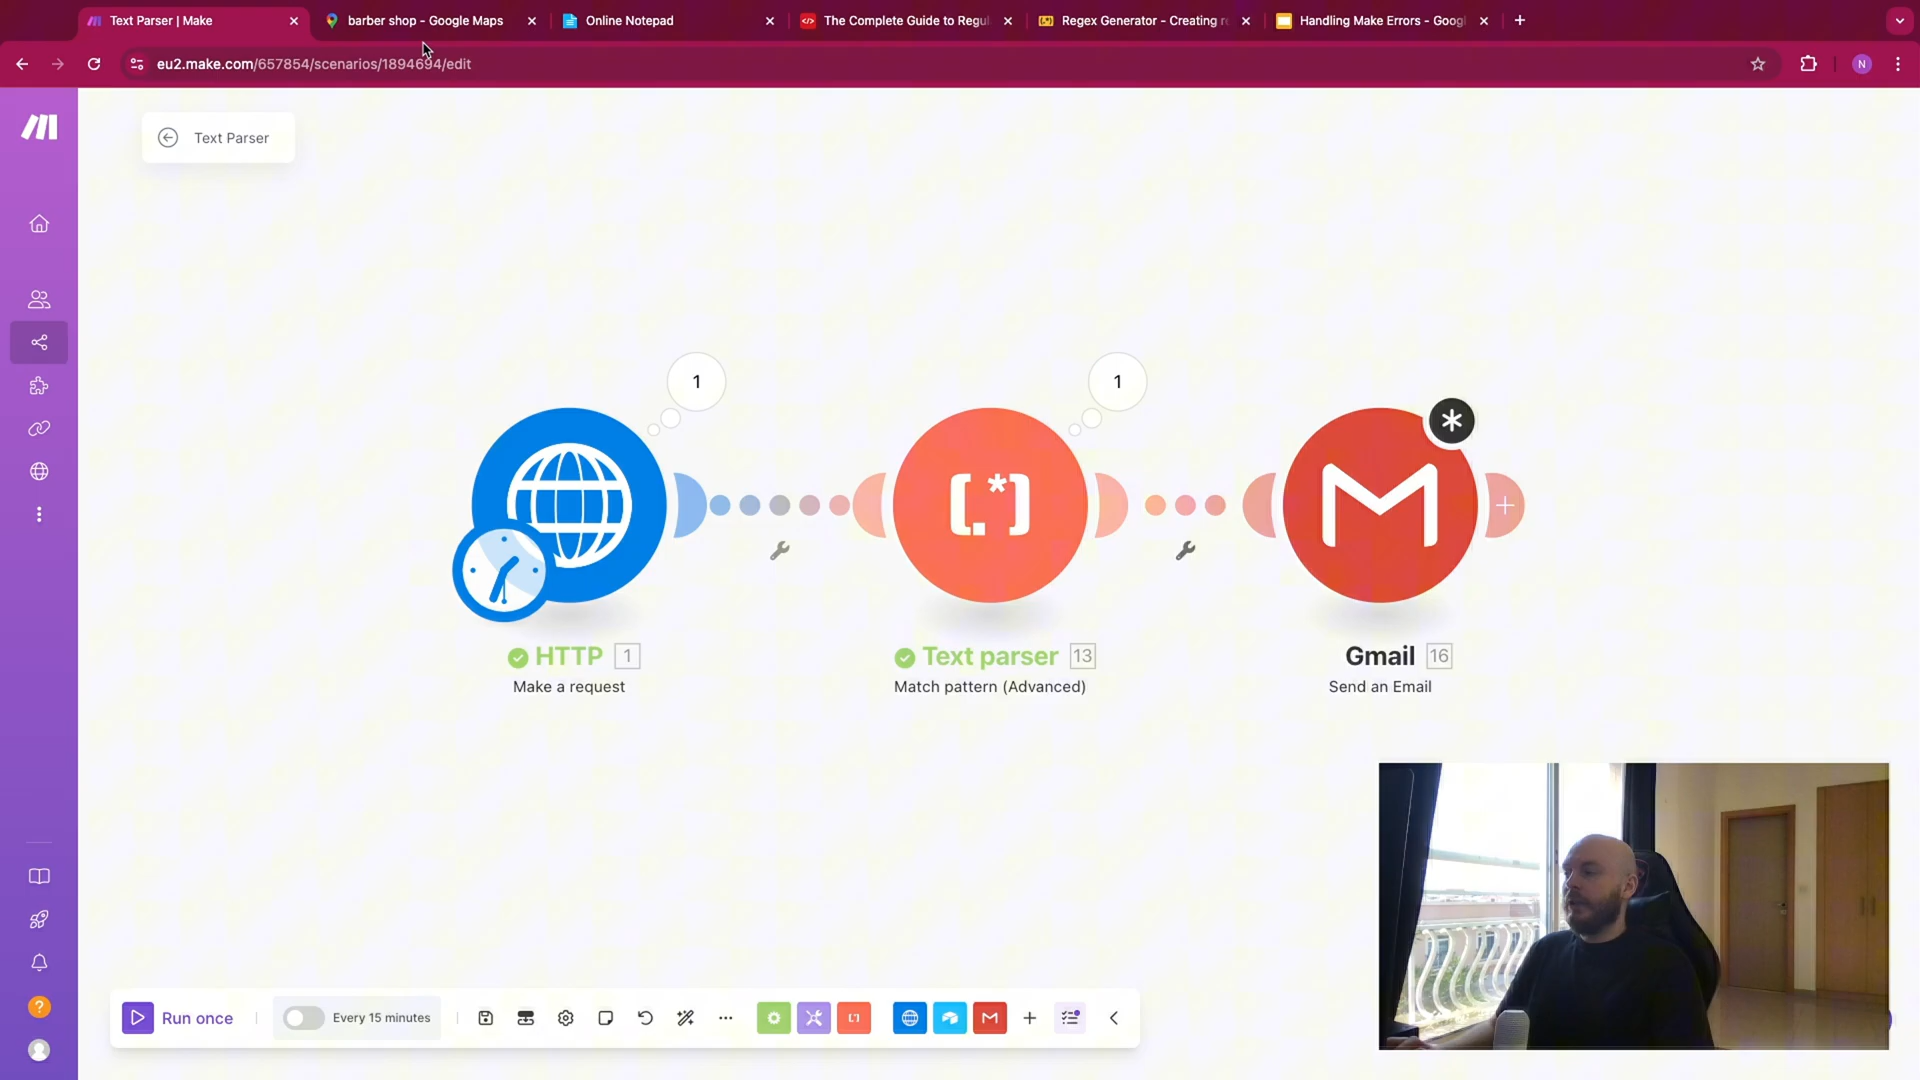 Text Parser | Make
barber shop - Google Maps
Online Notepad
The Complete Guide to Regul
Regex Generator - Creating r
Handling Make Errors - Googl
eu2.make.com/657854/scenarios/1894694/edit
N
Text Parser
1
1
HTTP 1
Make a request
[.*]
Text parser 13
Match pattern (Advanced)
Gmail 16
Send an Email
Run once
Every 15 minutes
?